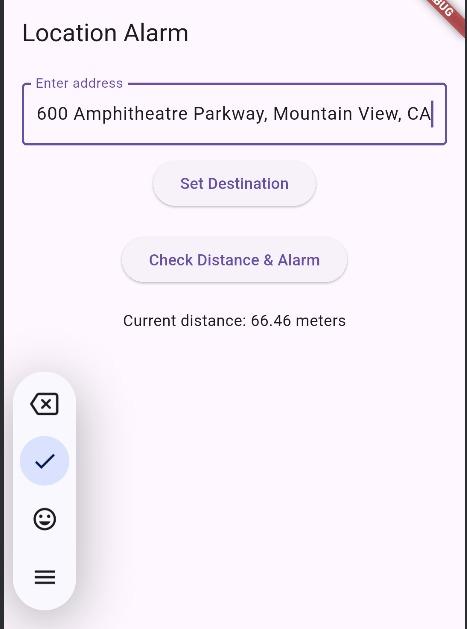 Location Alarm
Enter address
600 Amphitheatre Parkway, Mountain View, CA
Set Destination
Check Distance & Alarm
Current distance: 66.46 meters